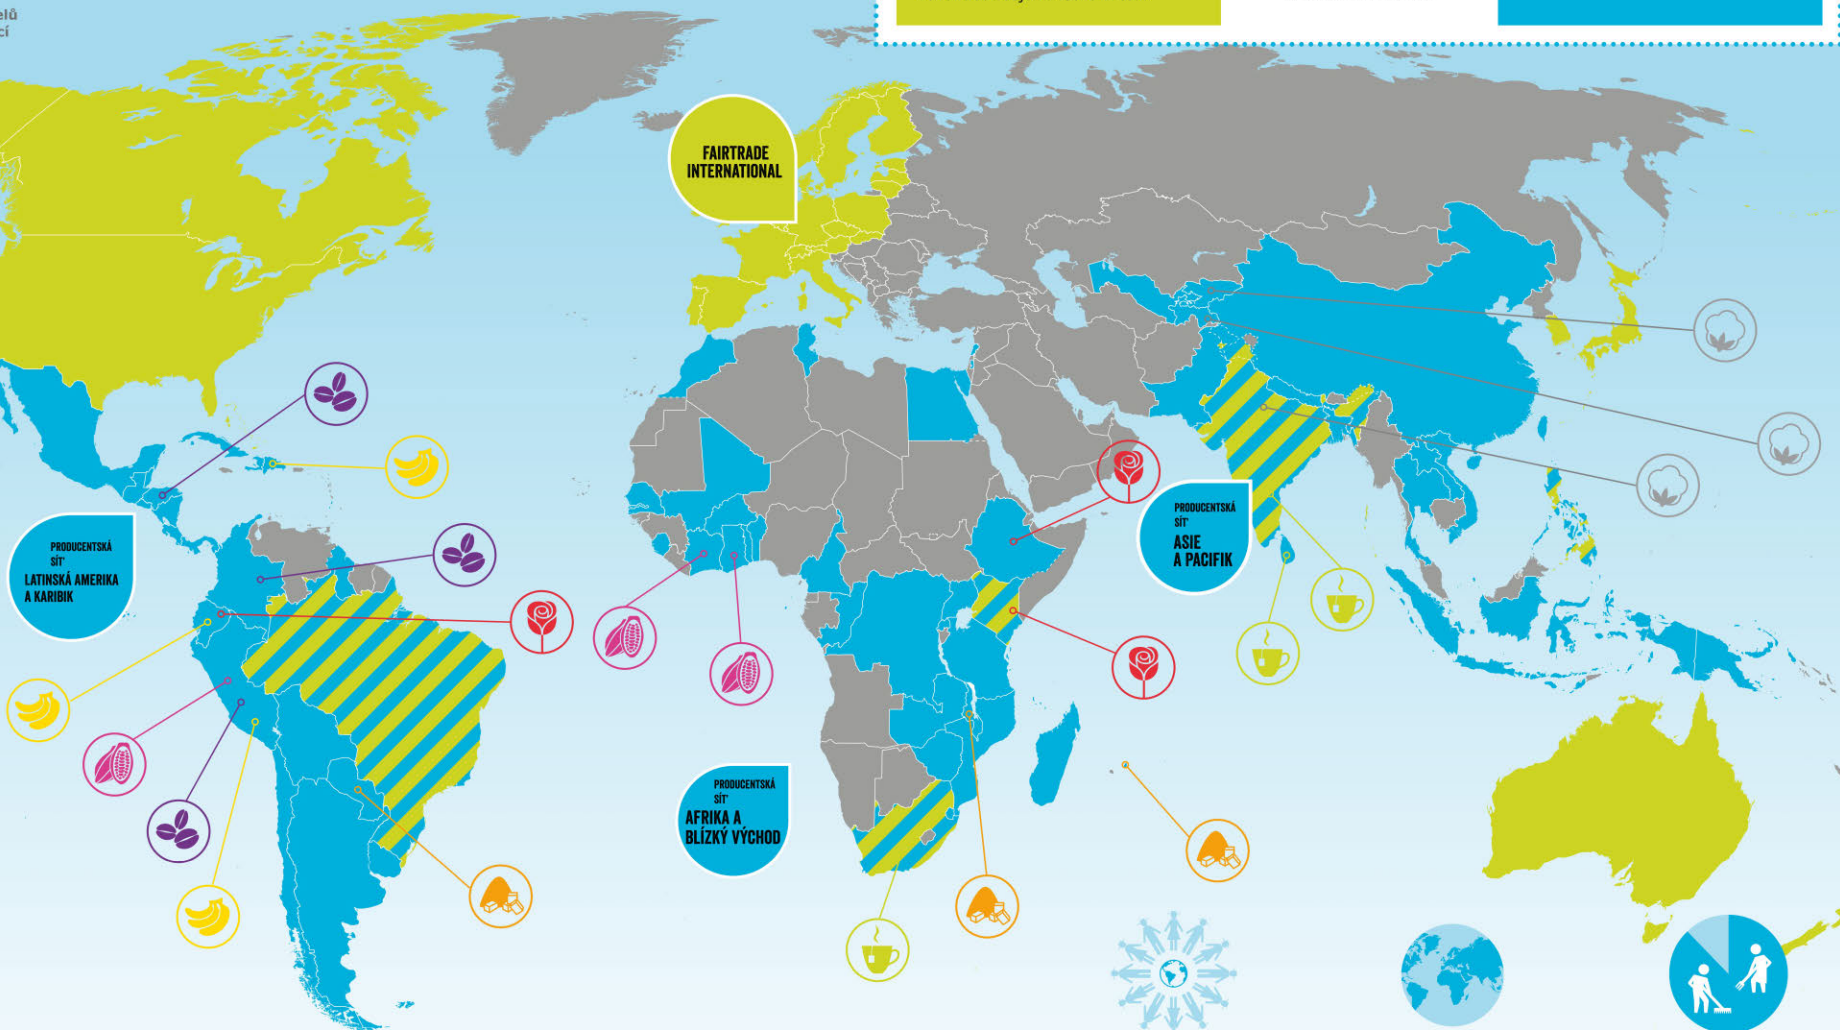 FAIRTRADE
INTERNATIONAL
PRODUCENTSKÁ
SÍŤ
LATINSKÁ AMERIKA
A KARIBIK
PRODUCENTSKÁ
SÍŤ
ASIE
A PACIFIK
PRODUCENTSKÁ
SÍŤ
AFRIKA A
BLÍZKÝ VÝCHOD